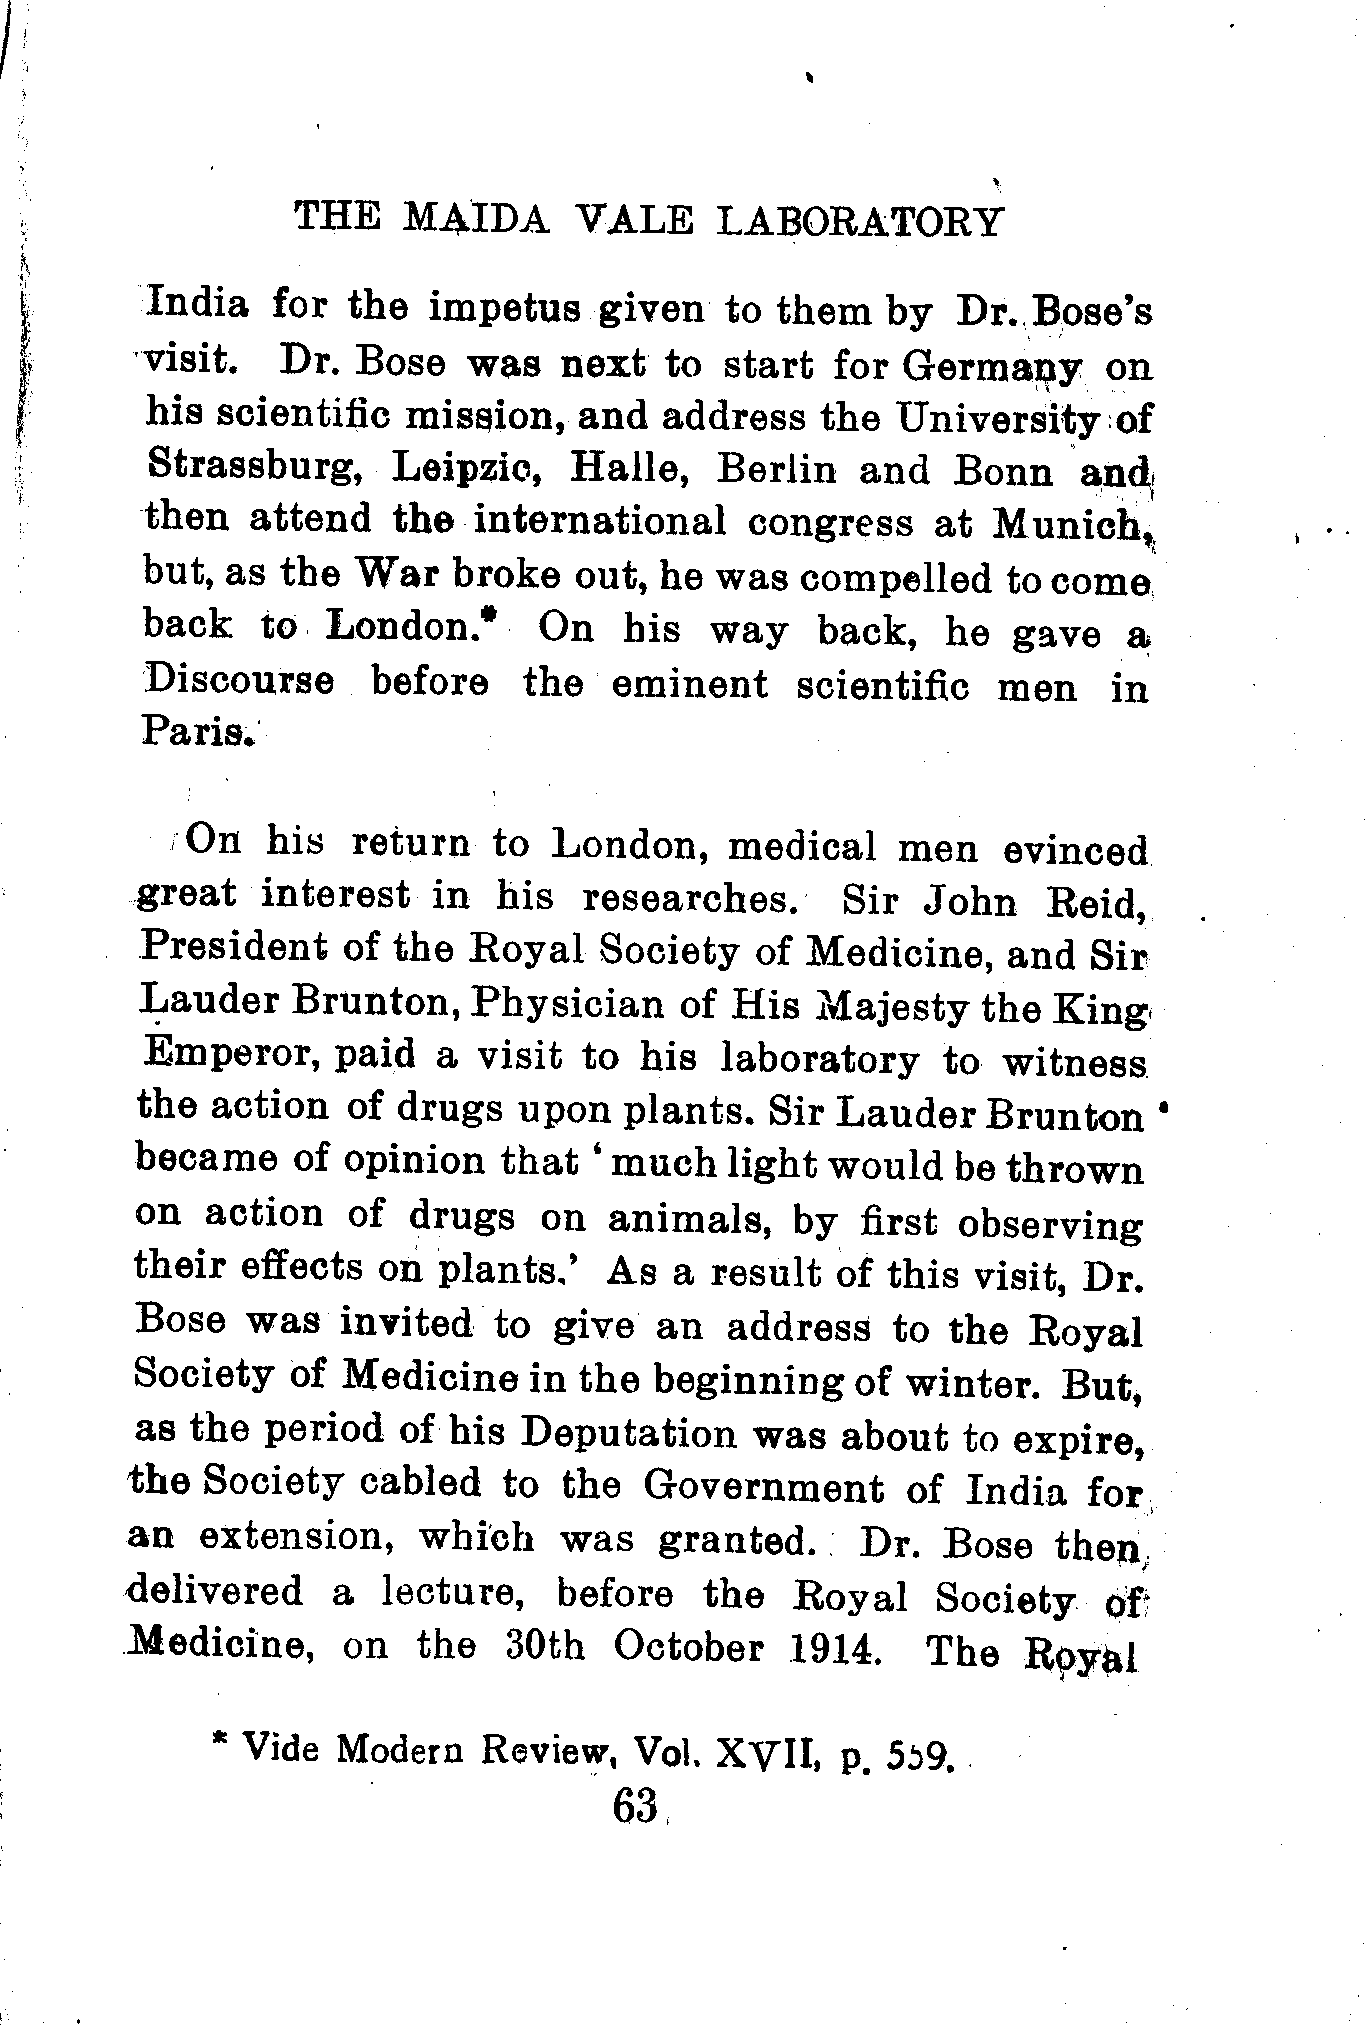 THE MAIDA VALE LABORATORY
India for the impetus given to them by Dr. Bose's
visit. Dr. Bose was next to start for Germany on
his scientific mission, and address the University of
Strassburg, Leipzic, Halle, Berlin and Bonn and
then attend the international congress at Munich,
but, as the War broke out, he was compelled to come
back to London.* On his way back, he gave a
Discourse before the eminent scientific men in
Paris.
On his return to London, medical men evinced
great interest in his researches. Sir John Reid,
President of the Royal Society of Medicine, and Sir
Lauder Brunton, Physician of His Majesty the King
Emperor, paid a visit to his laboratory to witness
the action of drugs upon plants. Sir Lauder Brunton
became of opinion that ‘much light would be thrown
on action of drugs on animals, by first observing
their effects on plants.’ As a result of this visit, Dr.
Bose was invited to give an address to the Royal
Society of Medicine in the beginning of winter. But,
as the period of his Deputation was about to expire,
the Society cabled to the Government of India for
an extension, which was granted. Dr. Bose then
delivered a lecture, before the Royal Society of
Medicine, on the 30th October 1914. The Royal
* Vide Modern Review, Vol. XVII, p. 559.
63